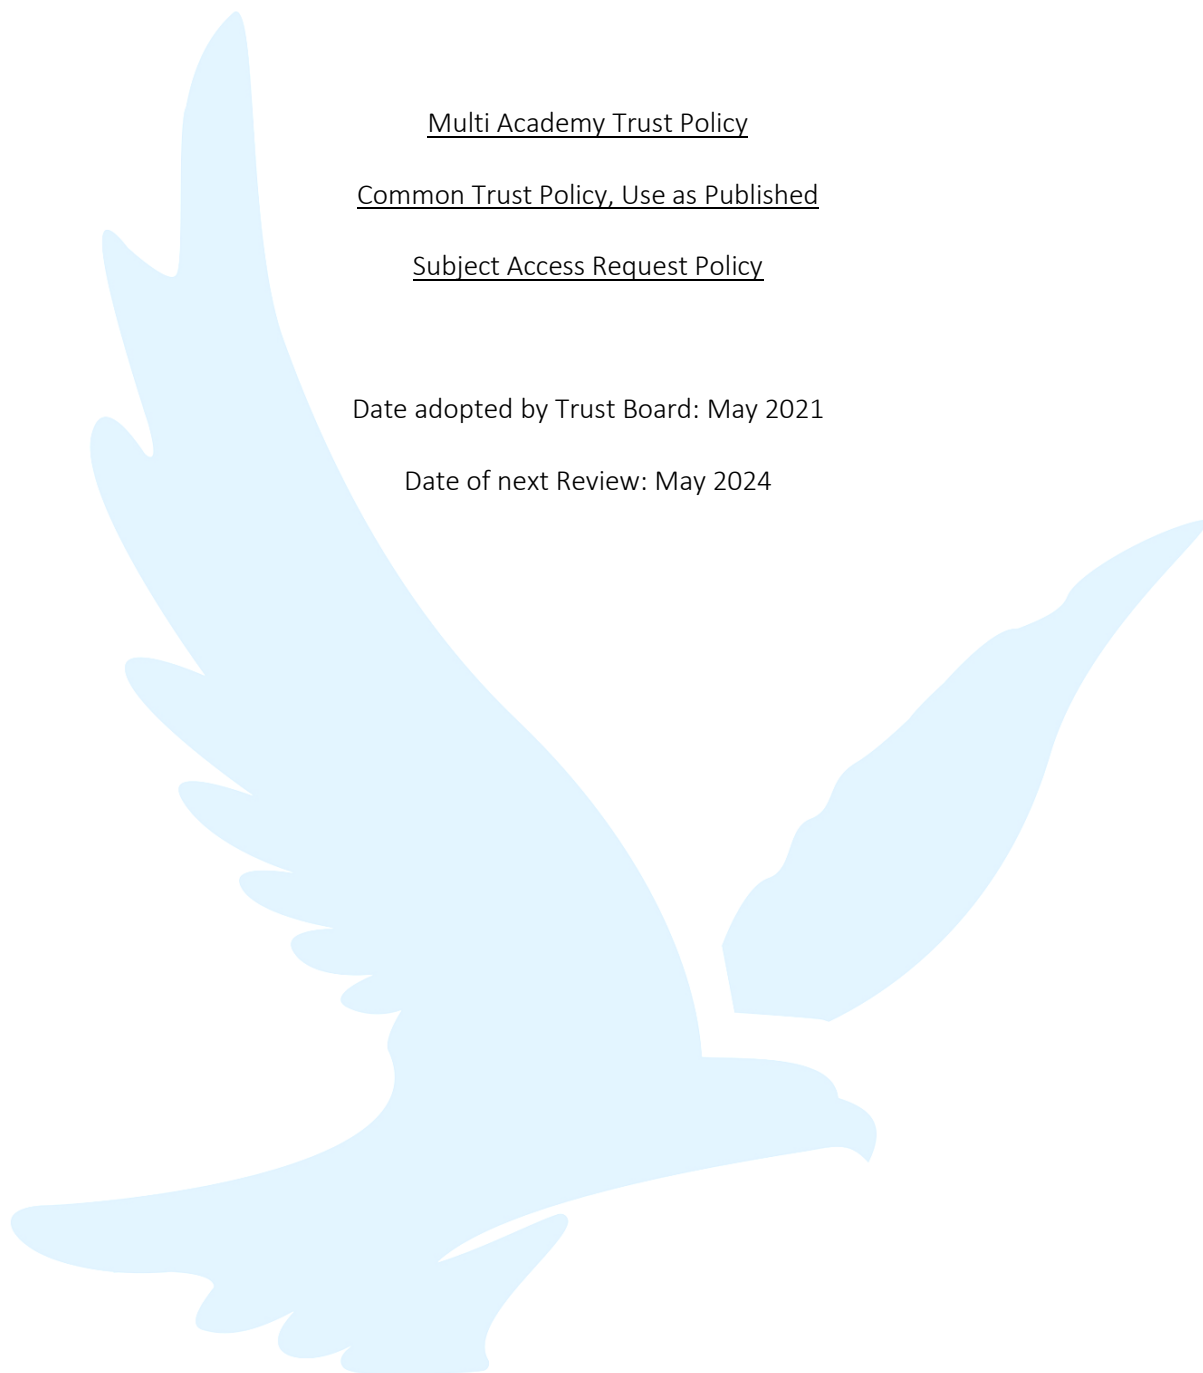 Multi Academy Trust Policy
Common Trust Policy, Use as Published
Subject Access Request Policy
Date adopted by Trust Board: May 2021
Date of next Review: May 2024